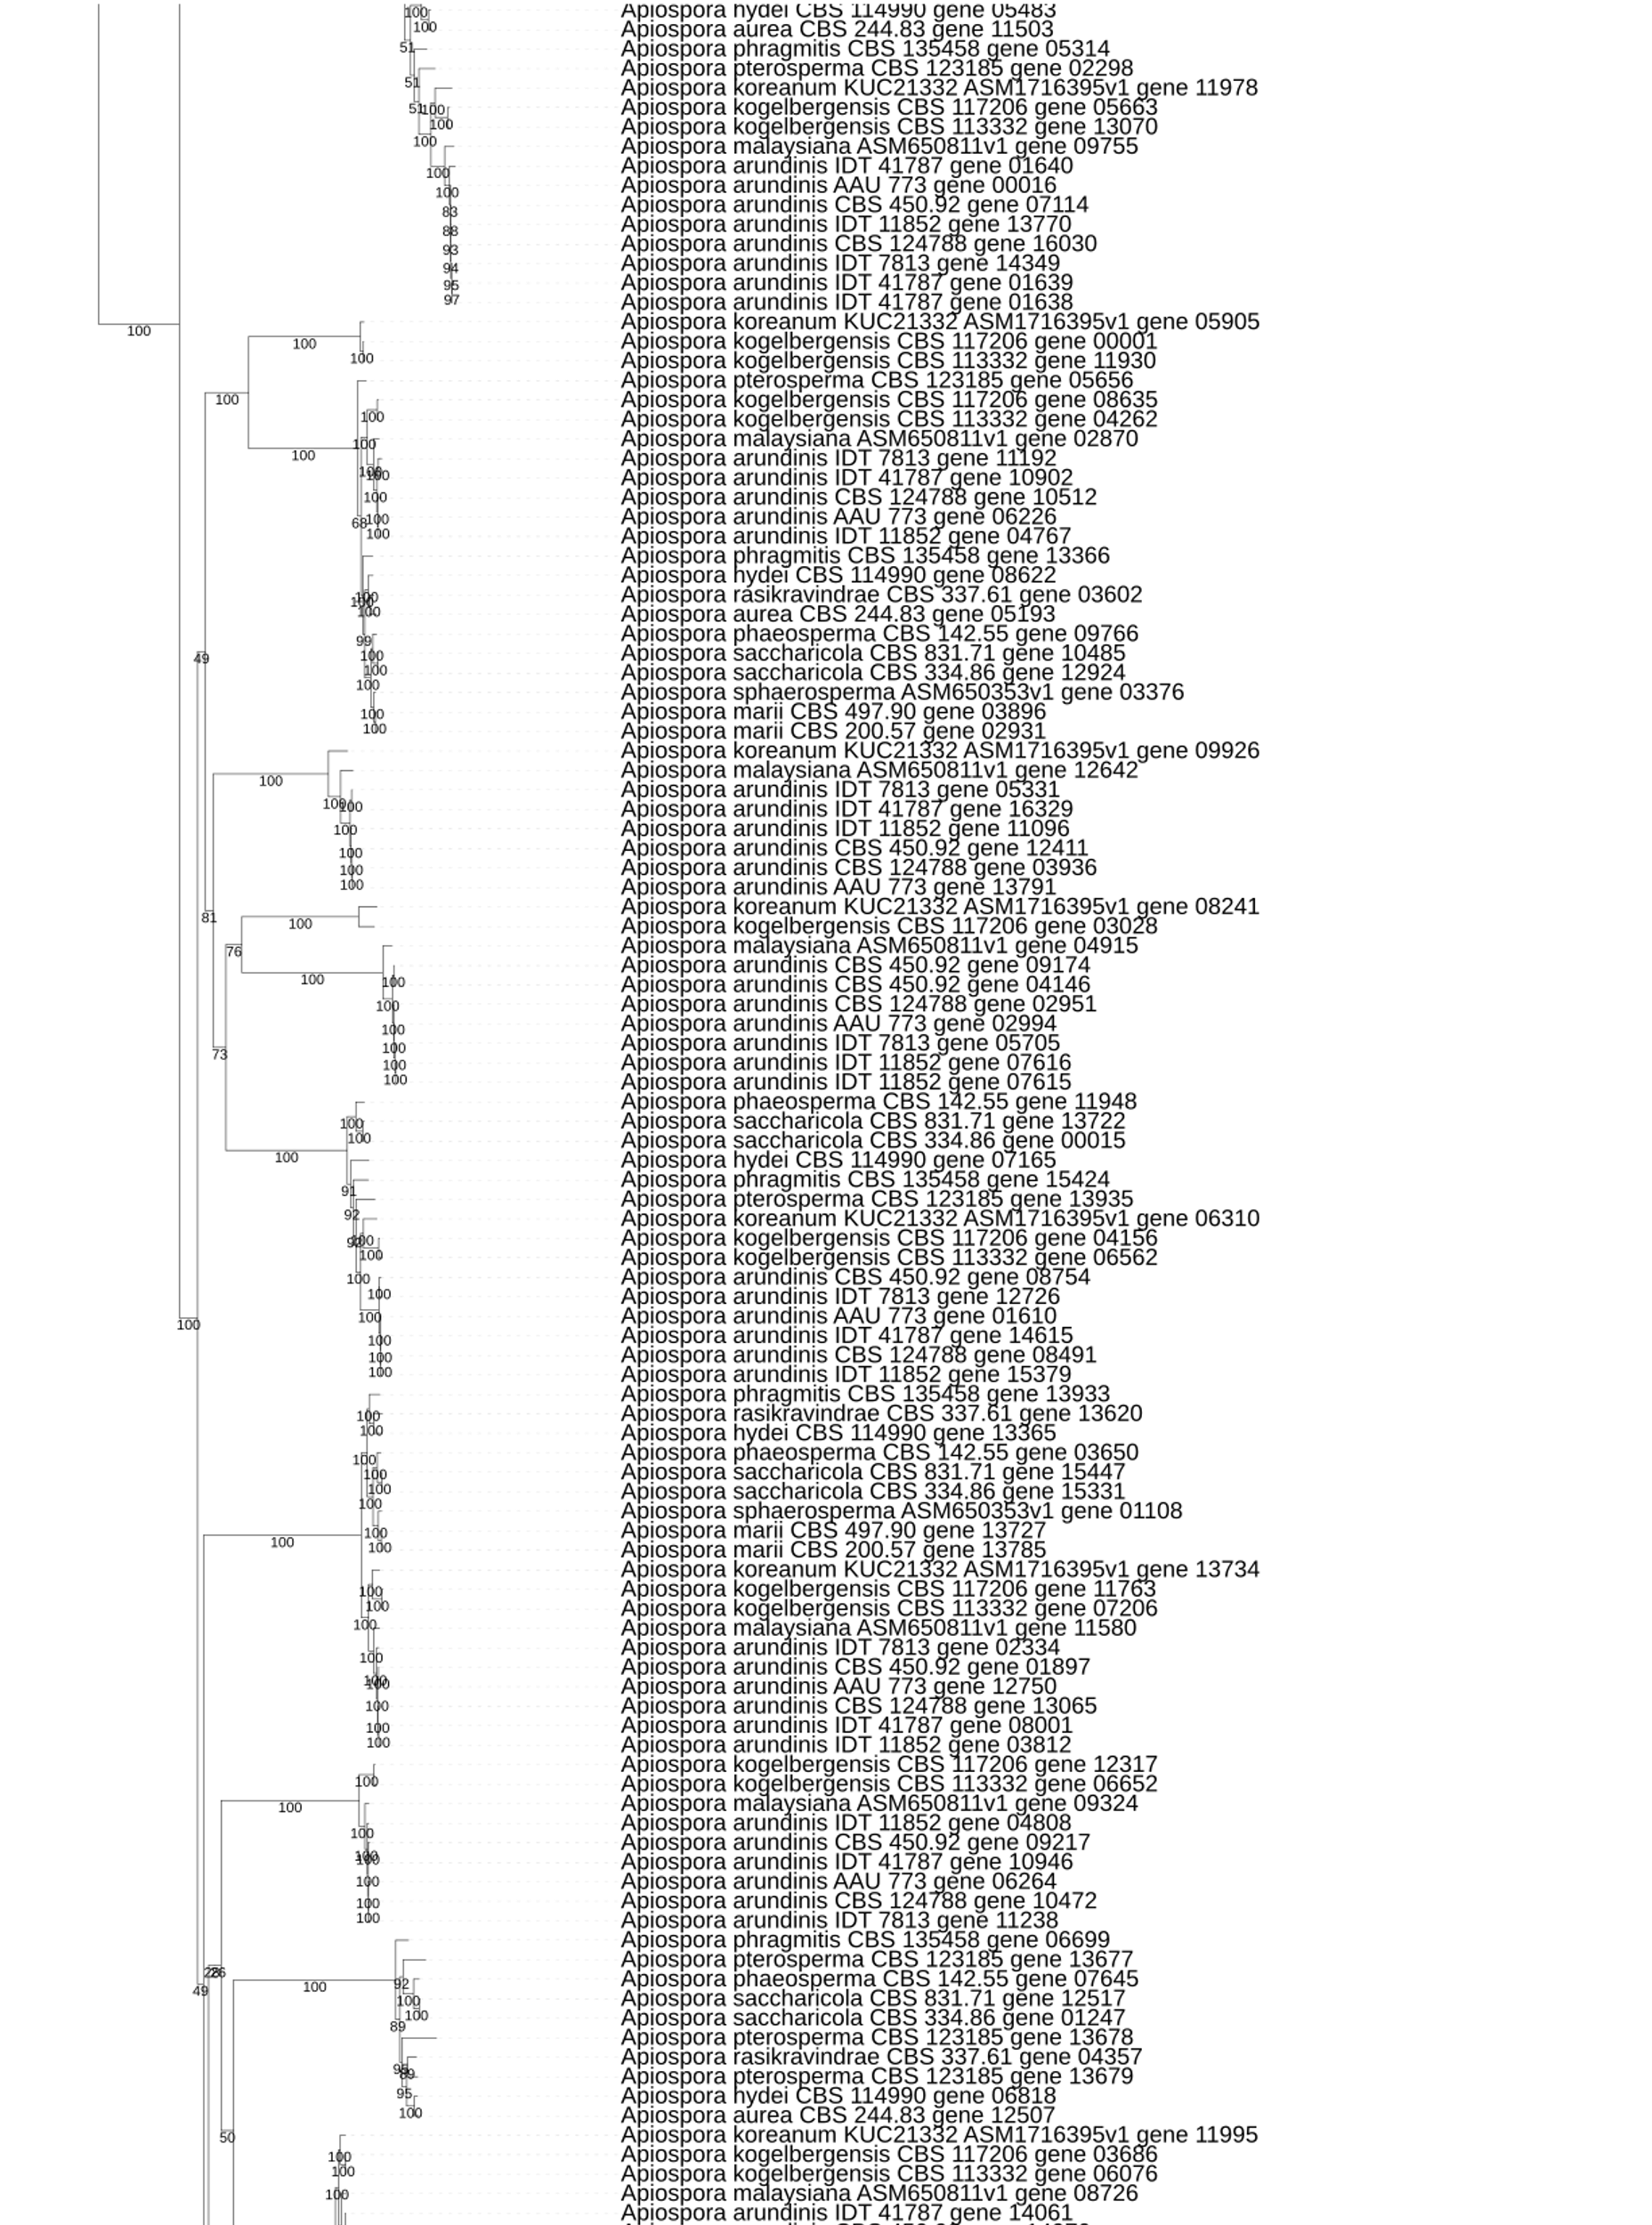 Apiospora hydei CBS 114990 gene 05483
Apiospora aurea CBS 244.83 gene 11503
Apiospora phragmitis CBS 135458 gene 05314
Apiospora pterosperma CBS 123185 gene 02298
Apiospora koreanum KUC21332 ASM1716395v1 gene 11978
Apiospora kogelbergensis CBS 117206 gene 05663
Apiospora kogelbergensis CBS 113332 gene 13070
Apiospora malaysiana ASM650811v1 gene 09755
Apiospora arundinis IDT 41787 gene 01640
Apiospora arundinis AAU 773 gene 00016
Apiospora arundinis CBS 450.92 gene 07114
Apiospora arundinis IDT 11852 gene 13770
Apiospora arundinis CBS 124788 gene 16030
Apiospora arundinis IDT 7813 gene 14349
Apiospora arundinis IDT 41787 gene 01639
Apiospora arundinis IDT 41787 gene 01638
Apiospora koreanum KUC21332 ASM1716395v1 gene 05905
Apiospora kogelbergensis CBS 117206 gene 00001
Apiospora kogelbergensis CBS 113332 gene 11930
Apiospora pterosperma CBS 123185 gene 05656
Apiospora kogelbergensis CBS 117206 gene 08635
Apiospora kogelbergensis CBS 113332 gene 04262
Apiospora malaysiana ASM650811v1 gene 02870
Apiospora arundinis IDT 7813 gene 11192
Apiospora arundinis IDT 41787 gene 10902
Apiospora arundinis CBS 124788 gene 10512
Apiospora arundinis AAU 773 gene 06226
Apiospora arundinis IDT 11852 gene 04767
Apiospora phragmitis CBS 135458 gene 13366
Apiospora hydei CBS 114990 gene 08622
Apiospora rasikravindrae CBS 337.61 gene 03602
Apiospora aurea CBS 244.83 gene 05193
Apiospora phaeosperma CBS 142.55 gene 09766
Apiospora saccharicola CBS 831.71 gene 10485
Apiospora saccharicola CBS 334.86 gene 12924
Apiospora sphaerosperma ASM650353v1 gene 03376
Apiospora marii CBS 497.90 gene 03896
Apiospora marii CBS 200.57 gene 02931
Apiospora koreanum KUC21332 ASM1716395v1 gene 09926
Apiospora malaysiana ASM650811v1 gene 12642
Apiospora arundinis IDT 7813 gene 05331
Apiospora arundinis IDT 41787 gene 16329
Apiospora arundinis IDT 11852 gene 11096
Apiospora arundinis CBS 450.92 gene 12411
Apiospora arundinis CBS 124788 gene 03936
Apiospora arundinis AAU 773 gene 13791
Apiospora koreanum KUC21332 ASM1716395v1 gene 08241
Apiospora kogelbergensis CBS 117206 gene 03028
Apiospora malaysiana ASM650811v1 gene 04915
Apiospora arundinis CBS 450.92 gene 09174
Apiospora arundinis CBS 450.92 gene 04146
Apiospora arundinis CBS 124788 gene 02951
Apiospora arundinis AAU 773 gene 02994
Apiospora arundinis IDT 7813 gene 05705
Apiospora arundinis IDT 11852 gene 07616
Apiospora arundinis IDT 11852 gene 07615
Apiospora phaeosperma CBS 142.55 gene 11948
Apiospora saccharicola CBS 831.71 gene 13722
Apiospora saccharicola CBS 334.86 gene 00015
Apiospora hydei CBS 114990 gene 07165
Apiospora phragmitis CBS 135458 gene 15424
Apiospora pterosperma CBS 123185 gene 13935
Apiospora koreanum KUC21332 ASM1716395v1 gene 06310
Apiospora kogelbergensis CBS 117206 gene 04156
Apiospora kogelbergensis CBS 113332 gene 06562
Apiospora arundinis CBS 450.92 gene 08754
Apiospora arundinis IDT 7813 gene 12726
Apiospora arundinis AAU 773 gene 01610
Apiospora arundinis IDT 41787 gene 14615
Apiospora arundinis CBS 124788 gene 08491
Apiospora arundinis IDT 11852 gene 15379
Apiospora phragmitis CBS 135458 gene 13933
Apiospora rasikravindrae CBS 337.61 gene 13620
Apiospora hydei CBS 114990 gene 13365
Apiospora phaeosperma CBS 142.55 gene 03650
Apiospora saccharicola CBS 831.71 gene 15447
Apiospora saccharicola CBS 334.86 gene 15331
Apiospora sphaerosperma ASM650353v1 gene 01108
Apiospora marii CBS 497.90 gene 13727
Apiospora marii CBS 200.57 gene 13785
Apiospora koreanum KUC21332 ASM1716395v1 gene 13734
Apiospora kogelbergensis CBS 117206 gene 11763
Apiospora kogelbergensis CBS 113332 gene 07206
Apiospora malaysiana ASM650811v1 gene 11580
Apiospora arundinis IDT 7813 gene 02334
Apiospora arundinis CBS 450.92 gene 01897
Apiospora arundinis AAU 773 gene 12750
Apiospora arundinis CBS 124788 gene 13065
Apiospora arundinis IDT 41787 gene 08001
Apiospora arundinis IDT 11852 gene 03812
Apiospora kogelbergensis CBS 117206 gene 12317
Apiospora kogelbergensis CBS 113332 gene 06652
Apiospora malaysiana ASM650811v1 gene 09324
Apiospora arundinis IDT 11852 gene 04808
Apiospora arundinis CBS 450.92 gene 09217
Apiospora arundinis IDT 41787 gene 10946
Apiospora arundinis AAU 773 gene 06264
Apiospora arundinis CBS 124788 gene 10472
Apiospora arundinis IDT 7813 gene 11238
Apiospora phragmitis CBS 135458 gene 06699
Apiospora pterosperma CBS 123185 gene 13677
Apiospora phaeosperma CBS 142.55 gene 07645
Apiospora saccharicola CBS 831.71 gene 12517
Apiospora saccharicola CBS 334.86 gene 01247
Apiospora pterosperma CBS 123185 gene 13678
Apiospora rasikravindrae CBS 337.61 gene 04357
Apiospora pterosperma CBS 123185 gene 13679
Apiospora hydei CBS 114990 gene 06818
Apiospora aurea CBS 244.83 gene 12507
Apiospora koreanum KUC21332 ASM1716395v1 gene 11995
Apiospora kogelbergensis CBS 117206 gene 03686
Apiospora kogelbergensis CBS 113332 gene 06076
Apiospora malaysiana ASM650811v1 gene 08726
Apiospora arundinis IDT 41787 gene 14061